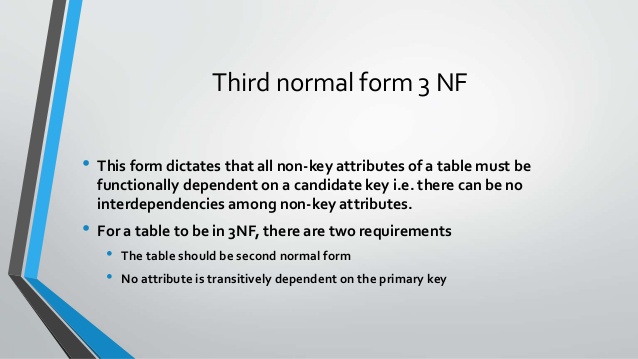 Third normal form 3 NF
• This form dictates that all non-key attributes of a table must be
functionally dependent on a candidate key i.e. there can be no
interdependencies among non-key attributes.
• For a table to be in 3NF, there are two requirements
• The table should be second normal form
• No attribute is transitively dependent on the primary key